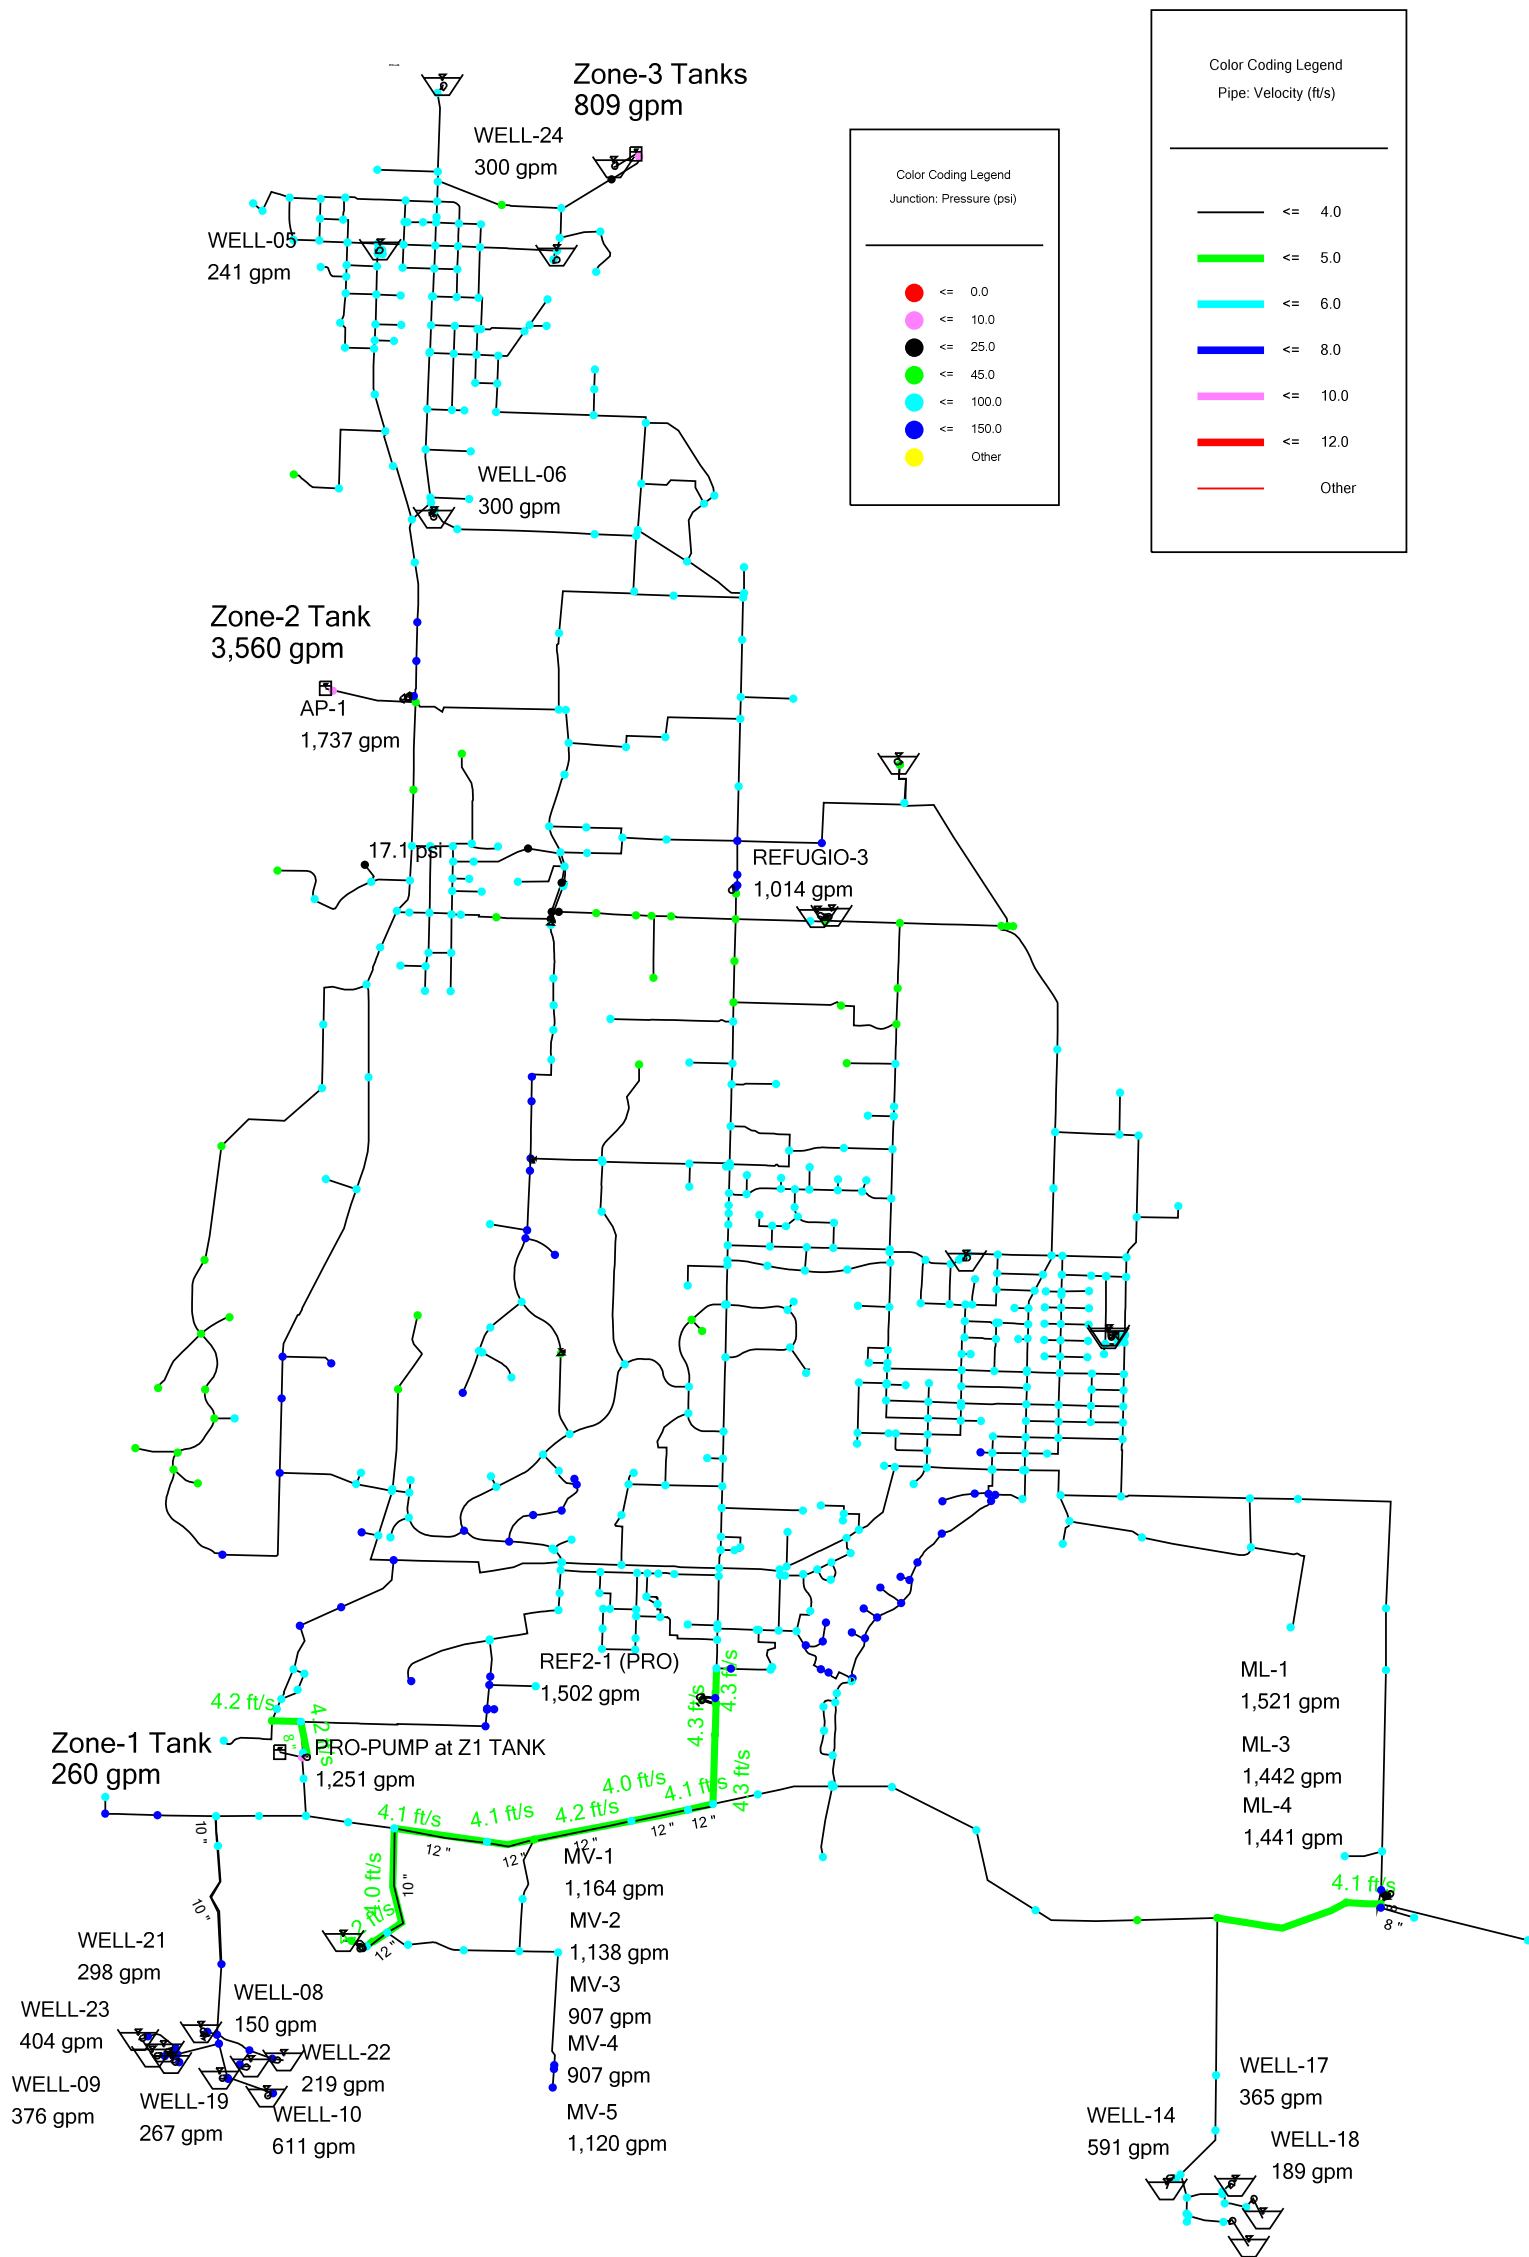 Zone-3 Tanks
809 gpm
WELL-24
300 gpm
WELL-05
241 gpm
WELL-06
300 gpm
Color Coding Legend
Junction: Pressure (psi)
<= 0.0
<= 10.0
<= 25.0
<= 45.0
<= 100.0
<= 150.0
Other
Color Coding Legend
Pipe: Velocity (ft/s)
<= 4.0
<= 5.0
<= 6.0
<= 8.0
<= 10.0
<= 12.0
Other
Zone-2 Tank
3,560 gpm
AP-1
1,737 gpm
17.1 psi
REFUGIO-3
1,014 gpm
REF2-1 (PRO)
1,502 gpm
4.3 ft/s
4.3 ft/s
4.3 ft/s
4.2 ft/s
4.2 ft/s
8 "
Zone-1 Tank
260 gpm
PRO-PUMP at Z1 TANK
1,251 gpm
4.1 ft/s
4.1 ft/s
4.2 ft/s
4.0 ft/s
4.1 ft/s
12 "
12 "
12 "
12 "
12 "
10 "
10 "
4.0 ft/s
10 "
2 ft/s
12 "
MV-1
1,164 gpm
MV-2
1,138 gpm
MV-3
907 gpm
MV-4
907 gpm
MV-5
1,120 gpm
ML-1
1,521 gpm
ML-3
1,442 gpm
ML-4
1,441 gpm
4.1 ft/s
8 "
8
WELL-21
298 gpm
WELL-23
404 gpm
WELL-09
376 gpm
WELL-08
150 gpm
WELL-22
219 gpm
WELL-19
267 gpm
WELL-10
611 gpm
WELL-17
365 gpm
WELL-14
591 gpm
WELL-18
189 gpm